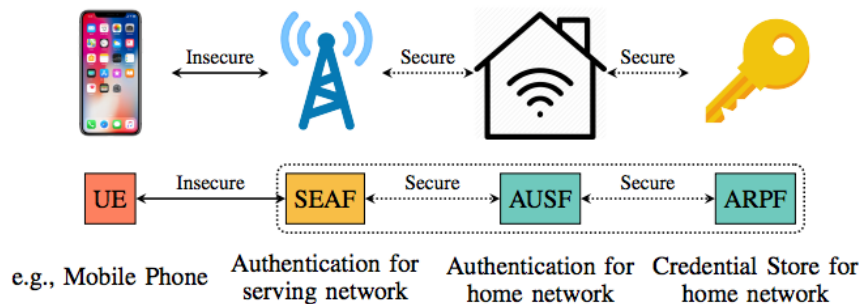 Insecure
Secure
Secure
UE
Insecure
SEAF
Secure
AUSF
Secure
ARPF
e.g., Mobile Phone
Authentication for
serving network
Authentication for
home network
Credential Store for
home network